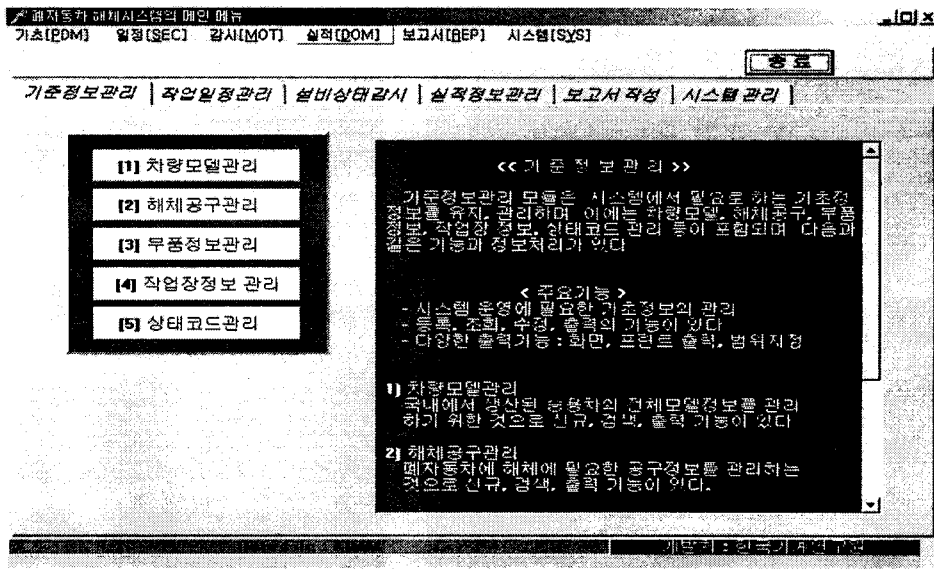 폐자동차 해체시스템의 메인 메뉴
기초[PDM] 일정[SEC] 감시[MOT] 실적[DOM] 보고서[REP] 시스템[SYS]
종 료
기준정보관리 | 작업일정관리 | 설비상태감시 | 실적정보관리 | 보고서 작성 | 시스템 관리 |
[1] 차량모델관리
[2] 해체공구관리
[3] 부품정보관리
[4] 작업장정보 관리
[5] 상태코드관리
<< 기 준 정 보 관 리 >>
기준정보관리 모듈은 시스템에서 필요로 하는 기초정
정보를 유지, 관리하며 이에는 차량모델, 해체공구, 부품
정보, 작업장 정보, 상태코드 관리 등이 포함되며 다음과
같은 기능과 정보처리가 있다
< 주요기능 >
- 시스템 운영에 필요한 기초정보의 관리
- 등록, 조회, 수정, 출력의 기능이 있다
- 다양한 출력기능 : 화면, 프린트 출력, 범위지정
1) 차량모델관리
국내에서 생산된 승용차의 전체모델정보를 관리
하기 위한 것으로 신규, 검색, 출력 기능이 있다
2) 해체공구관리
폐자동차에 해체에 필요한 공구정보를 관리하는
것으로 신규, 검색, 출력 기능이 있다.
개발처 : 한국기계연구원